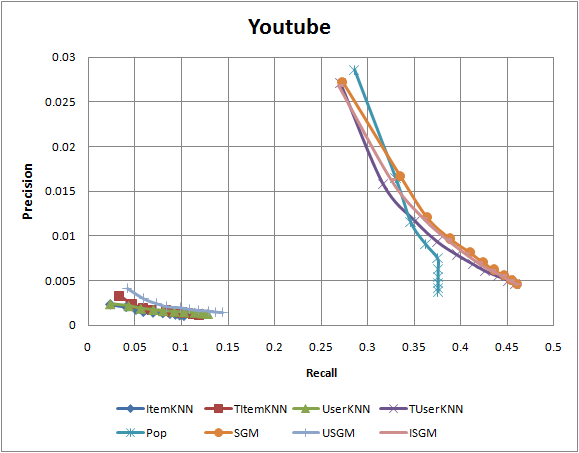 Youtube
0.03
0.025
0.02
0.015
0.01
0.005
0
Precision
0 0.05 0.1 0.15 0.2 0.25 0.3 0.35 0.4 0.45 0.5
Recall
ItemKNN TItemKNN UserKNN TUserKNN
Pop SGM USGM ISGM